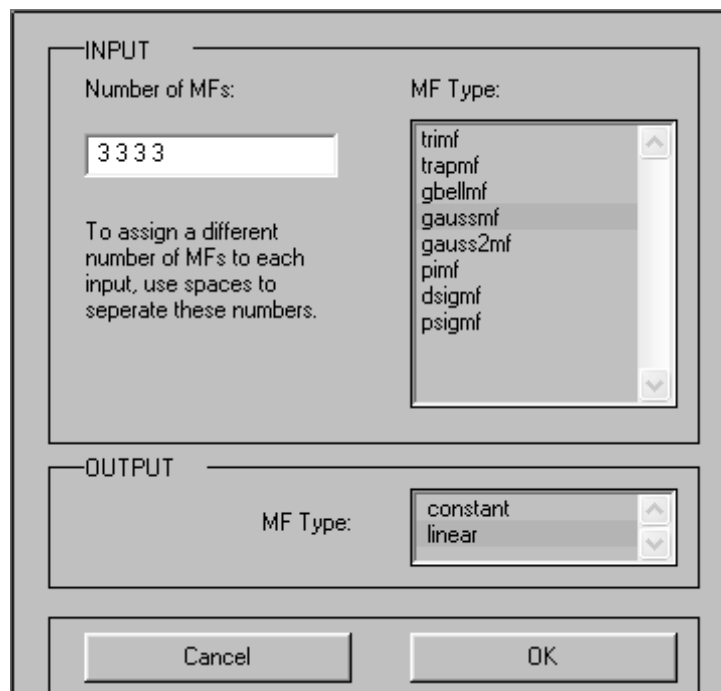 INPUT
Number of MFs:
3 3 3 3
To assign a different
number of MFs to each
input, use spaces to
seperate these numbers.
MF Type:
trimf
trapmf
gbellmf
gaussmf
gauss2mf
pimf
dsigmf
psigmf
OUTPUT
MF Type:
constant
linear
Cancel
OK